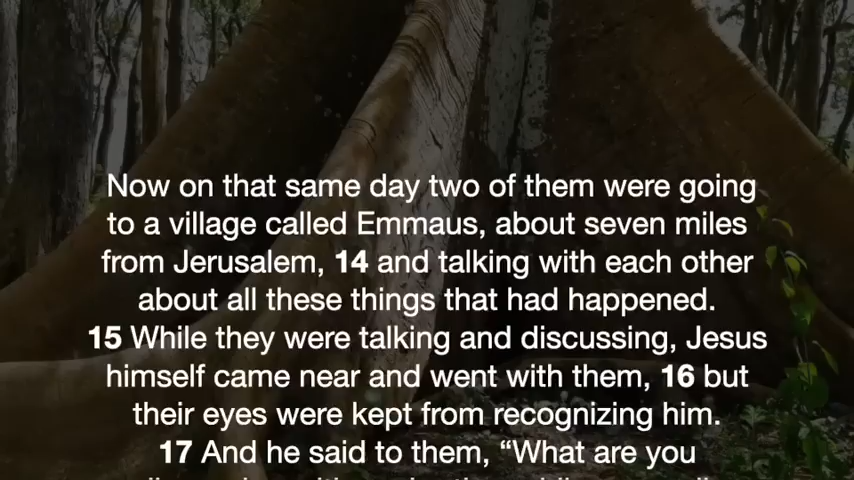 Now on that same day two of them were going
to a village called Emmaus, about seven miles
from Jerusalem, 14 and talking with each other
about all these things that had happened.
15 While they were talking and discussing, Jesus
himself came near and went with them, 16 but
their eyes were kept from recognizing him.
17 And he said to them, “What are you